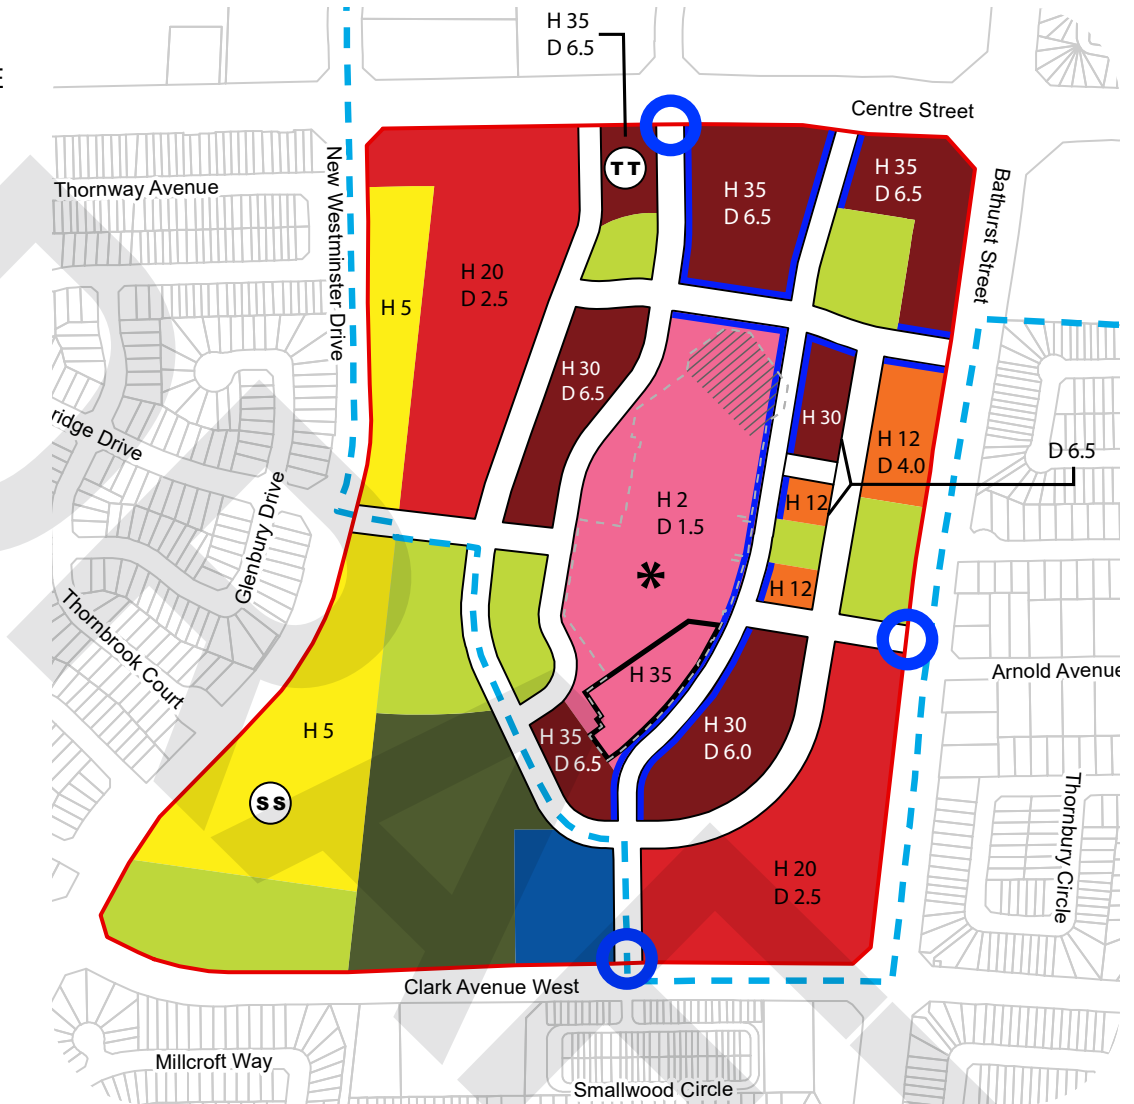 H 35
D 6.5
E
Centre Street
TT
H 35
D 6.5
H 35
D 6.5
Thornway Avenue
New Westminster Drive
Bathurst Street
H 20
D 2.5
H 5
H 30
D 6.5
H 30
H 12
D 4.0
D 6.5
ridge Drive
H 2
D 1.5
H 12
Glenbury Drive
*
H 12
Thornbrook Court
H 35
Arnold Avenue
H 5
H 35
D 6.5
H 30
D 6.0
SS
Thornbury Circle
H 20
D 2.5
Clark Avenue West
Millcroft Way
Smallwood Circle